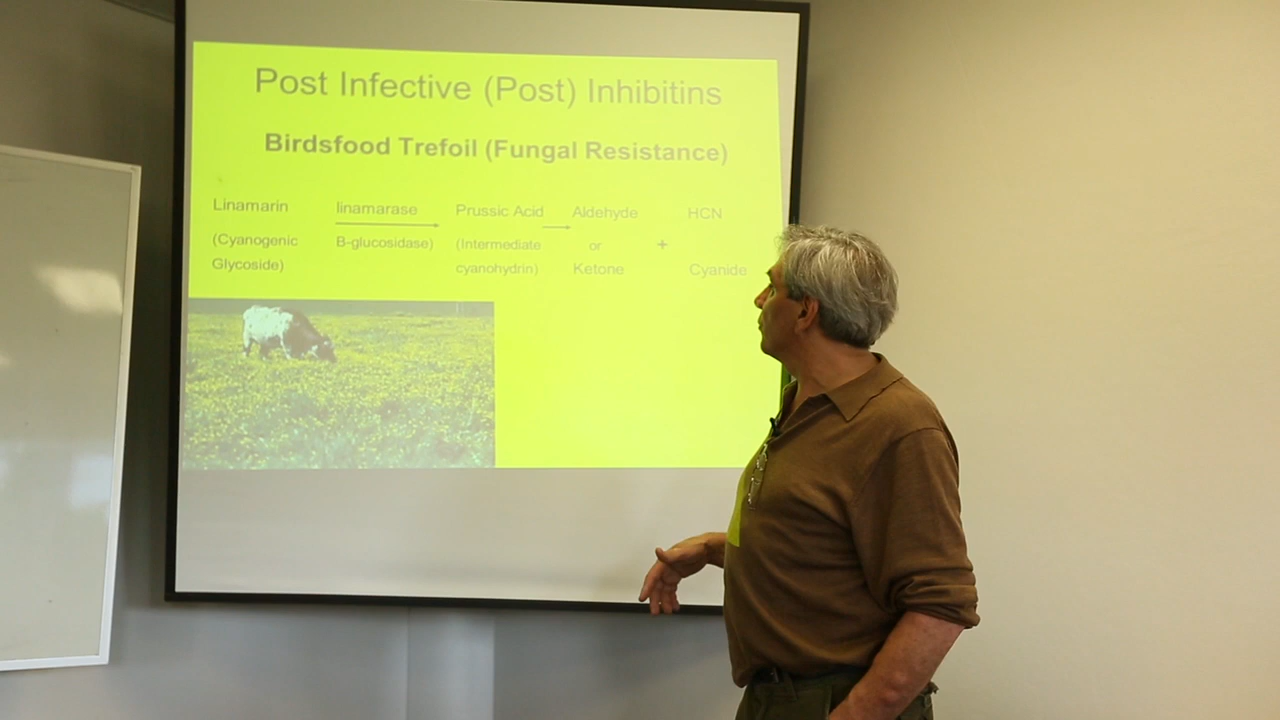 Post Infective (Post) Inhibitins
Birdsfood Trefoil (Fungal Resistance)
Linamarin linamarase Prussic Acid Aldehyde HCN
(Cyanogenic B-glucosidase) (Intermediate or +
Glycoside) cyanohydrin) Ketone Cyanide